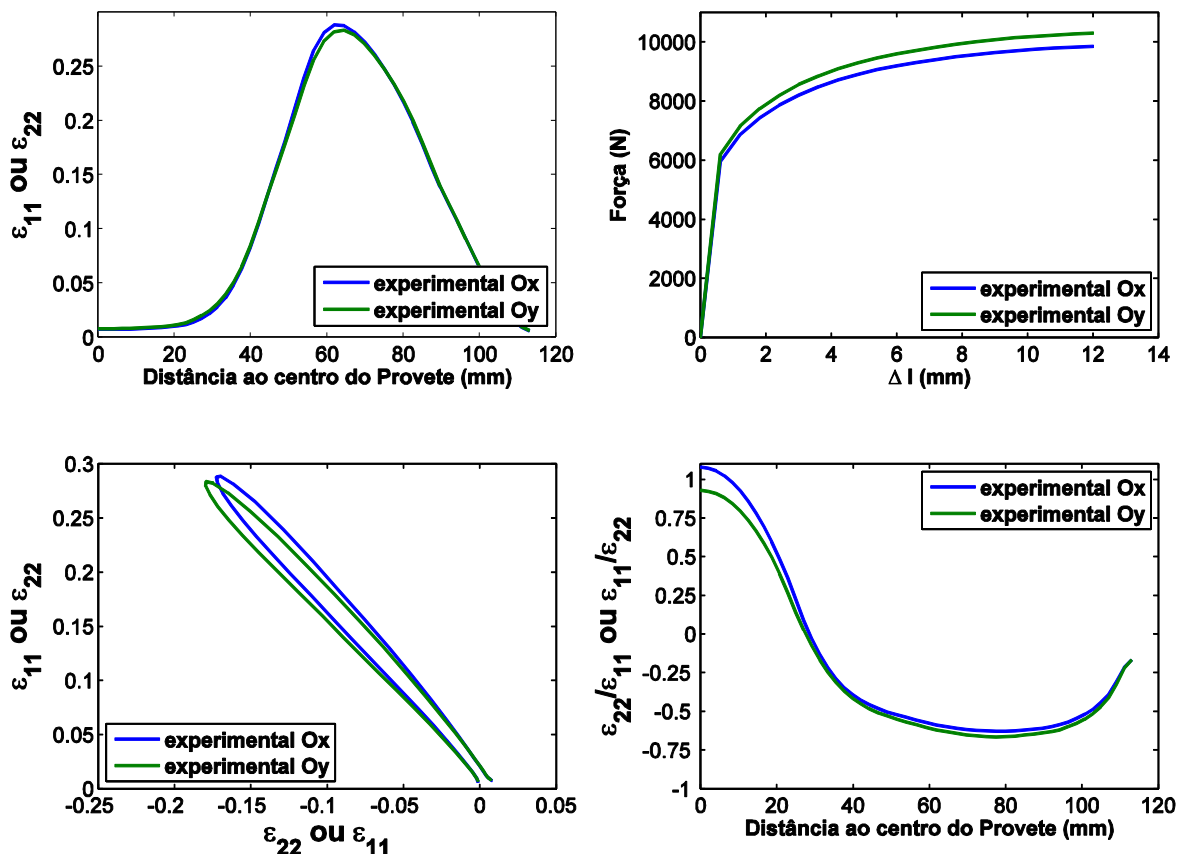 0.25
0.2
0.15
0.1
0.05
0
0 20 40 60 80 100 120
ε11 ou ε22
Distância ao centro do Provete (mm)
experimental Ox
experimental Oy
10000
8000
6000
4000
2000
0
0 2 4 6 8 10 12 14
Força (N)
Δ l (mm)
experimental Ox
experimental Oy
0.3
0.25
0.2
0.15
0.1
0.05
0
-0.25 -0.2 -0.15 -0.1 -0.05 0 0.05
ε11 ou ε22
ε22 ou ε11
experimental Ox
experimental Oy
1
0.75
0.5
0.25
0
-0.25
-0.5
-0.75
-1
0 20 40 60 80 100 120
ε22/ε11 ou ε11/ε22
Distância ao centro do Provete (mm)
experimental Ox
experimental Oy